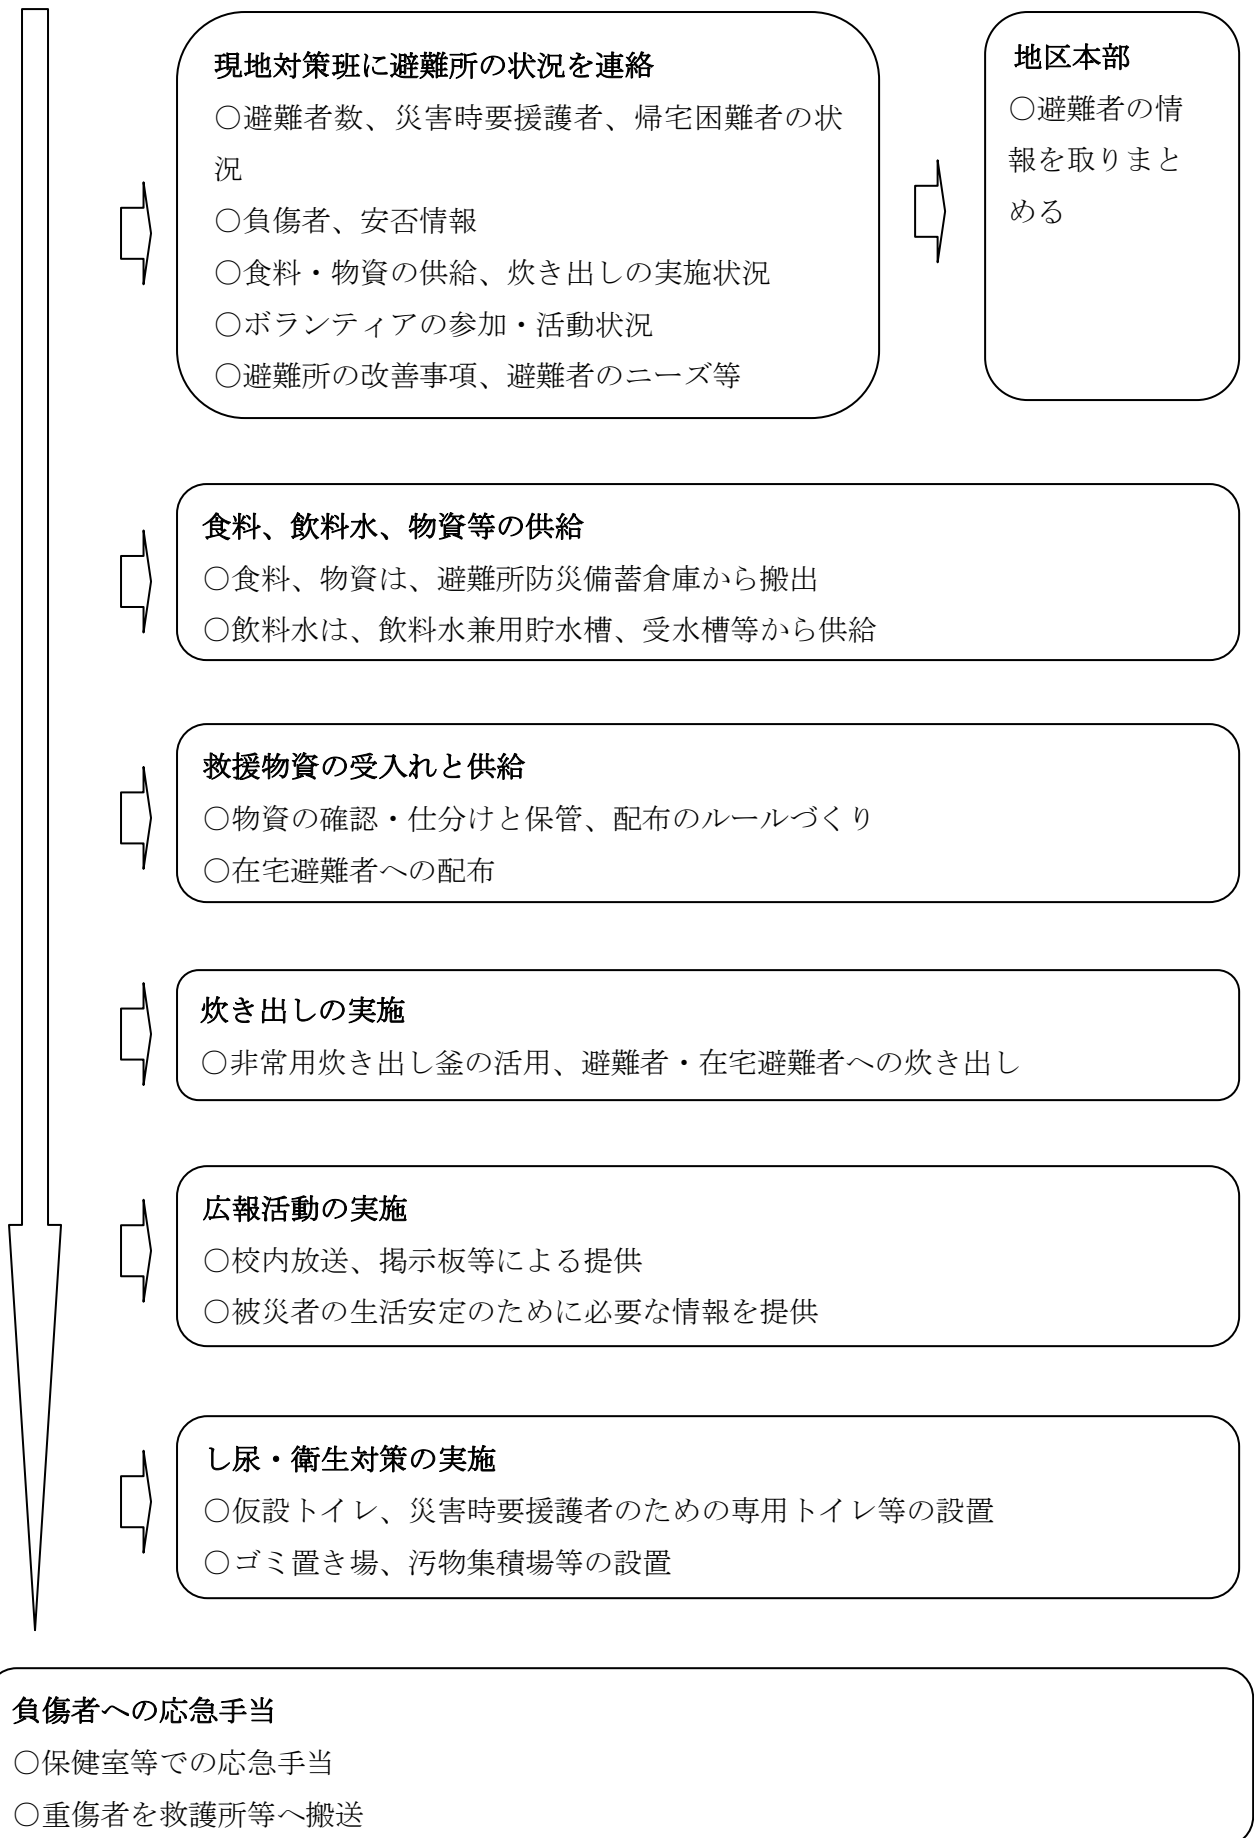 現地対策班に避難所の状況を連絡
○避難者数、災害時要援護者、帰宅困難者の状
況
○負傷者、安否情報
○食料・物資の供給、炊き出しの実施状況
○ボランティアの参加・活動状況
○避難所の改善事項、避難者のニーズ等
地区本部
○避難者の情
報を取りまと
める
食料、飲料水、物資等の供給
○食料、物資は、避難所防災備蓄倉庫から搬出
○飲料水は、飲料水兼用貯水槽、受水槽等から供給
救援物資の受入れと供給
○物資の確認・仕分けと保管、配布のルールづくり
○在宅避難者への配布
炊き出しの実施
○非常用炊き出し釜の活用、避難者・在宅避難者への炊き出し
広報活動の実施
○校内放送、掲示板等による提供
○被災者の生活安定のために必要な情報を提供
し尿・衛生対策の実施
○仮設トイレ、災害時要援護者のための専用トイレ等の設置
○ゴミ置き場、汚物集積場等の設置
負傷者への応急手当
○保健室等での応急手当
○重傷者を救護所等へ搬送